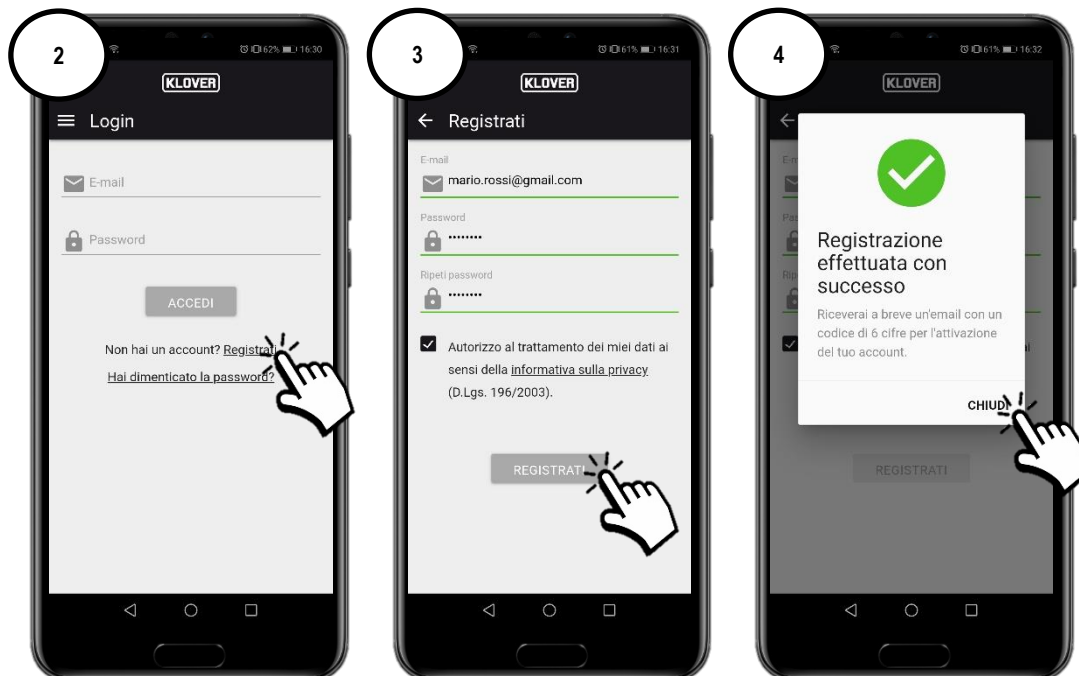 2
62% 16:30
KLOVER
Login
E-mail
Password
ACCEDI
Non hai un account? Registrati
Hai dimenticato la password?
3
61% 16:31
KLOVER
Registrati
E-mail
mario.rossi@gmail.com
Password
••••••••
Ripeti password
••••••••
Autorizzo al trattamento dei miei dati ai
sensi della informativa sulla privacy
(D.Lgs. 196/2003).
REGISTRATI
4
61% 16:32
KLOVER
Registrazione
effettuata con
successo
Riceverai a breve un'email con un
codice di 6 cifre per l'attivazione
del tuo account.
CHIUDI
REGISTRATI